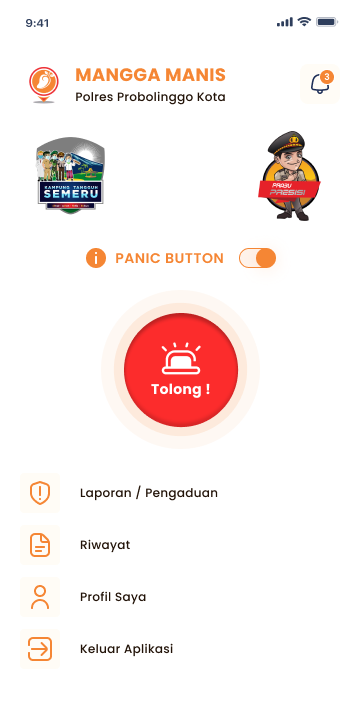 9:41
MANGGA MANIS
3
Polres Probolinggo Kota
KAMPUNG TANGGUH
SEMERU
PRABU
PRESISI
PANIC BUTTON
Tolong !
Laporan / Pengaduan
Riwayat
Profil Saya
Keluar Aplikasi